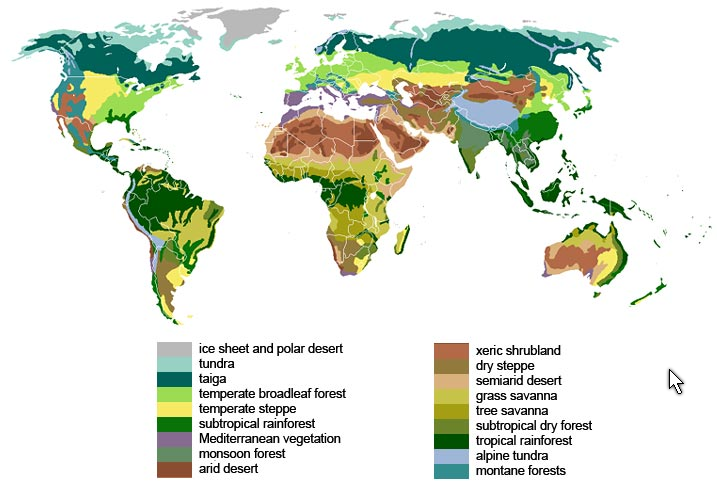 ice sheet and polar desert
tundra
taiga
temperate broadleaf forest
temperate steppe
subtropical rainforest
Mediterranean vegetation
monsoon forest
arid desert
xeric shrubland
dry steppe
semiarid desert
grass savanna
tree savanna
subtropical dry forest
tropical rainforest
alpine tundra
montane forests